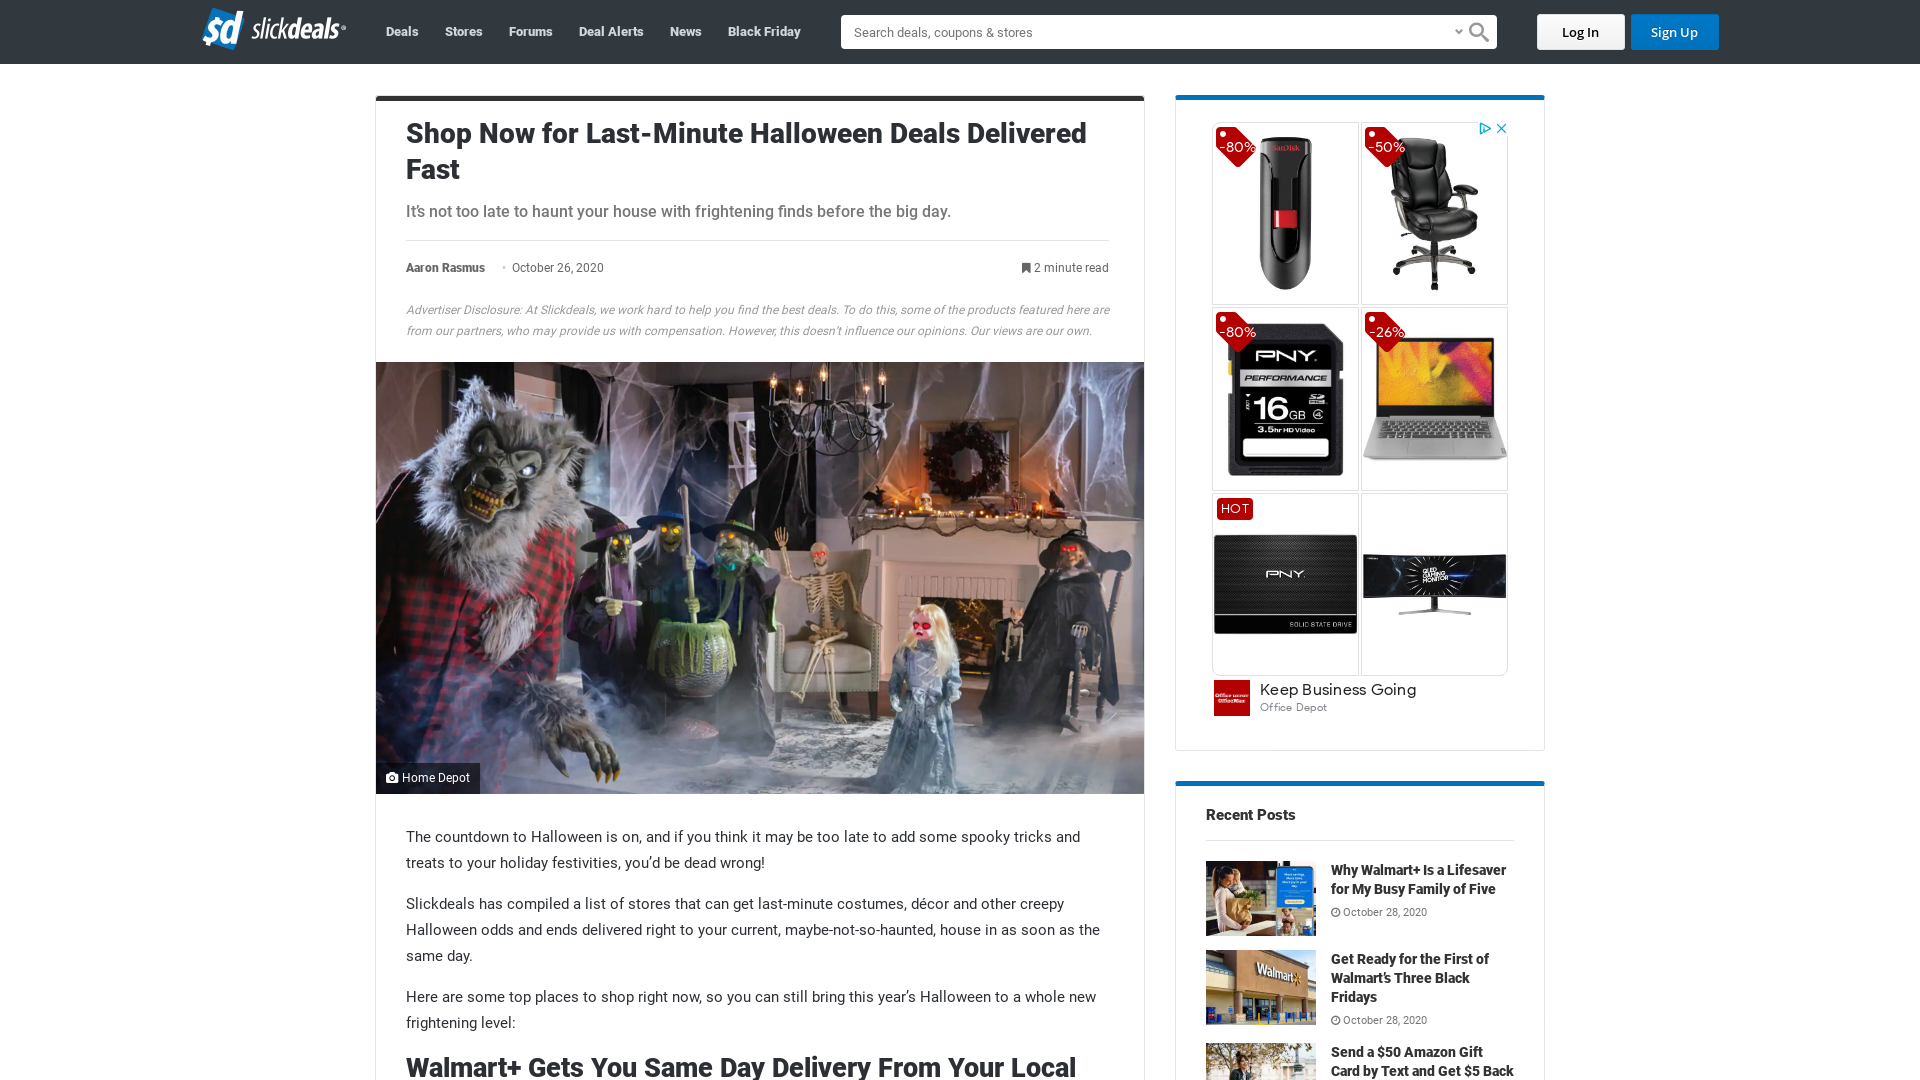 $d slickdeals
Deals Stores Forums Deal Alerts News Black Friday
Search deals, coupons & stores
Log In
Sign Up
Shop Now for Last-Minute Halloween Deals Delivered
Fast
It’s not too late to haunt your house with frightening finds before the big day.
Aaron Rasmus • October 26, 2020
2 minute read
Advertiser Disclosure: At Slickdeals, we work hard to help you find the best deals. To do this, some of the products featured here are
from our partners, who may provide us with compensation. However, this doesn’t influence our opinions. Our views are our own.
Home Depot
The countdown to Halloween is on, and if you think it may be too late to add some spooky tricks and
treats to your holiday festivities, you’d be dead wrong!
Slickdeals has compiled a list of stores that can get last-minute costumes, décor and other creepy
Halloween odds and ends delivered right to your current, maybe-not-so-haunted, house in as soon as the
same day.
Here are some top places to shop right now, so you can still bring this year’s Halloween to a whole new
frightening level:
Walmart+ Gets You Same Day Delivery From Your Local
-80%
SanDisk
-50%
-80%
PNY
PERFORMANCE
16GB
3.5hr HD Video
-26%
HOT
PNY
SOLID STATE DRIVE
QLED
GAMING
MONITOR
Office DEPOT
OfficeMax
Keep Business Going
Office Depot
Recent Posts
Why Walmart+ Is a Lifesaver
for My Busy Family of Five
October 28, 2020
Walmart
Get Ready for the First of
Walmart’s Three Black
Fridays
October 28, 2020
Send a $50 Amazon Gift
Card by Text and Get $5 Back